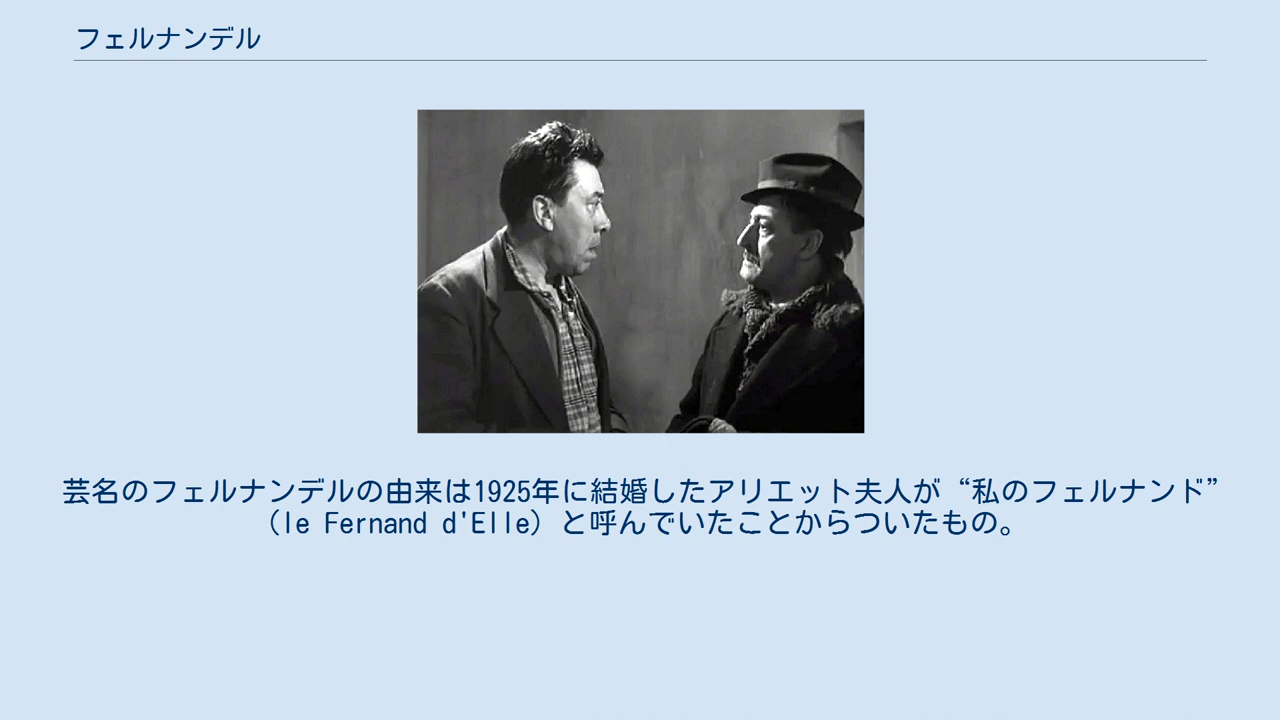 フェルナンデル
芸名のフェルナンデルの由来は1925年に結婚したアリエット夫人が“私のフェルナンド”
（le Fernand d'Elle）と呼んでいたことからついたもの。